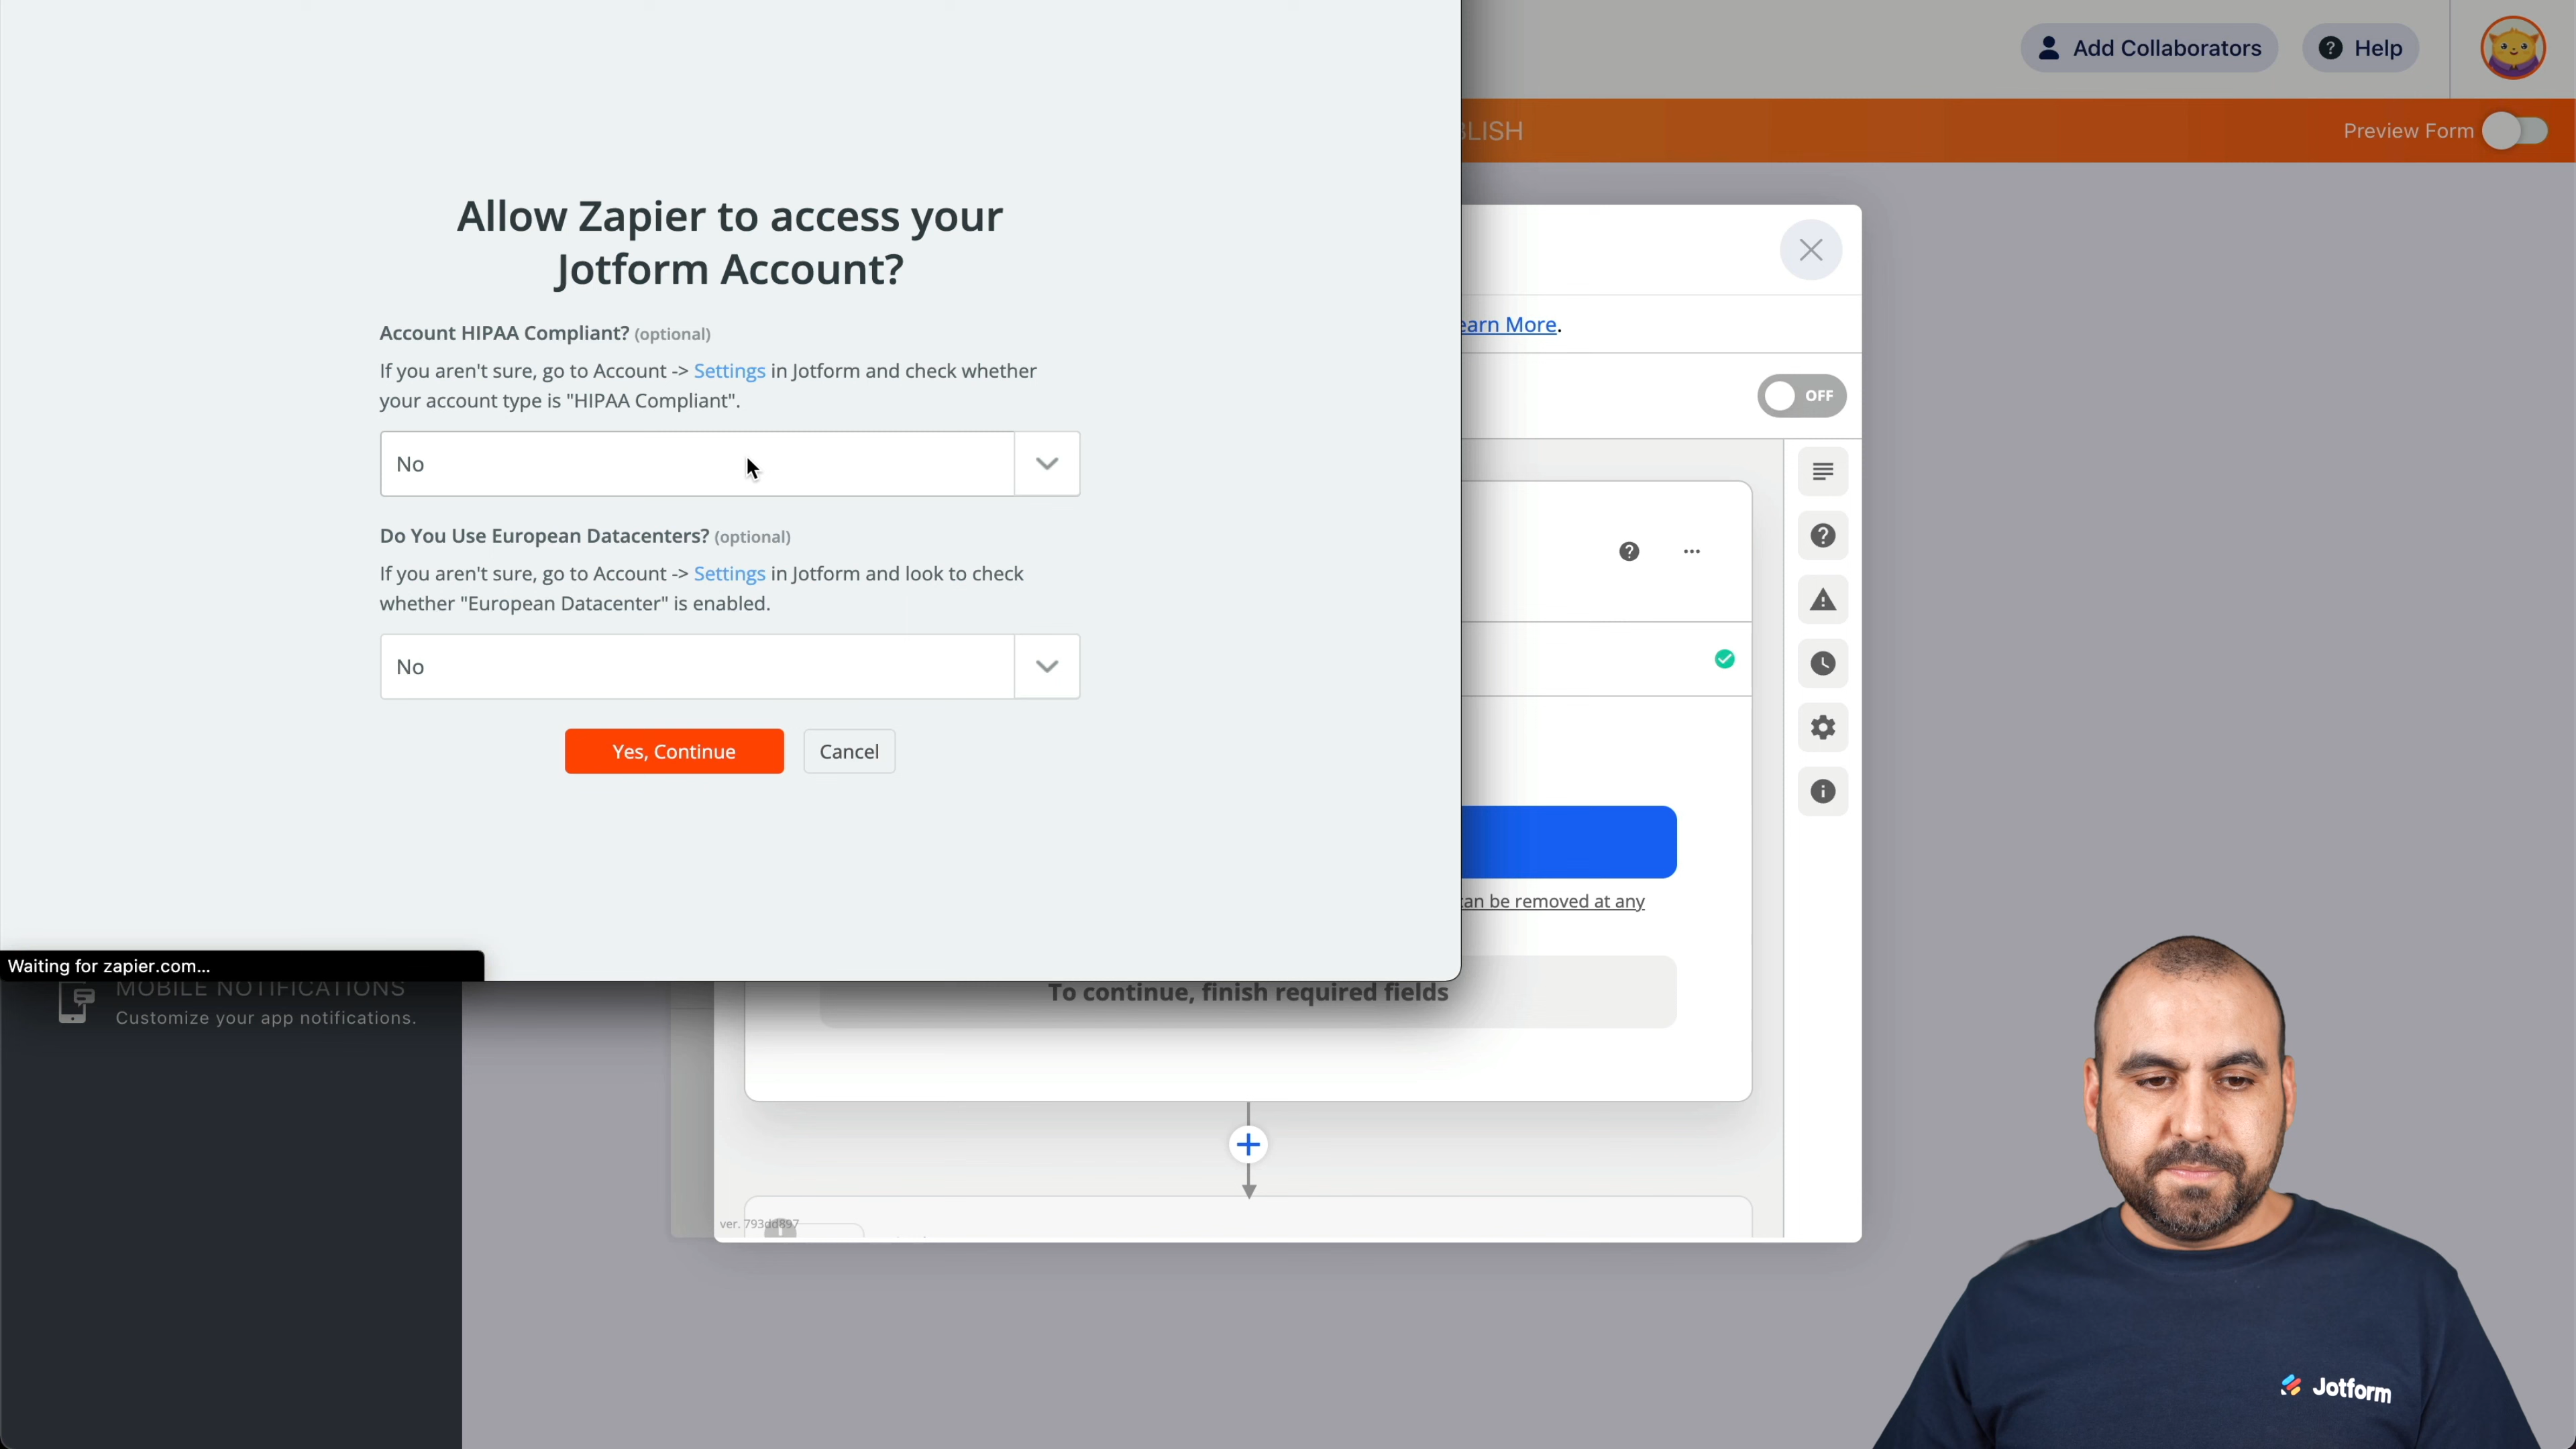 Add Collaborators
Help
BLISH
Preview Form
Allow Zapier to access your
Jotform Account?
Account HIPAA Compliant? (optional)
If you aren't sure, go to Account -> Settings in Jotform and check whether
your account type is "HIPAA Compliant".
No
Do You Use European Datacenters? (optional)
If you aren't sure, go to Account -> Settings in Jotform and look to check
whether "European Datacenter" is enabled.
No
Yes, Continue
Cancel
earn More.
OFF
can be removed at any
Waiting for zapier.com...
MOBILE NOTIFICATIONS
Customize your app notifications.
To continue, finish required fields
ver. 793dd897
Jotform